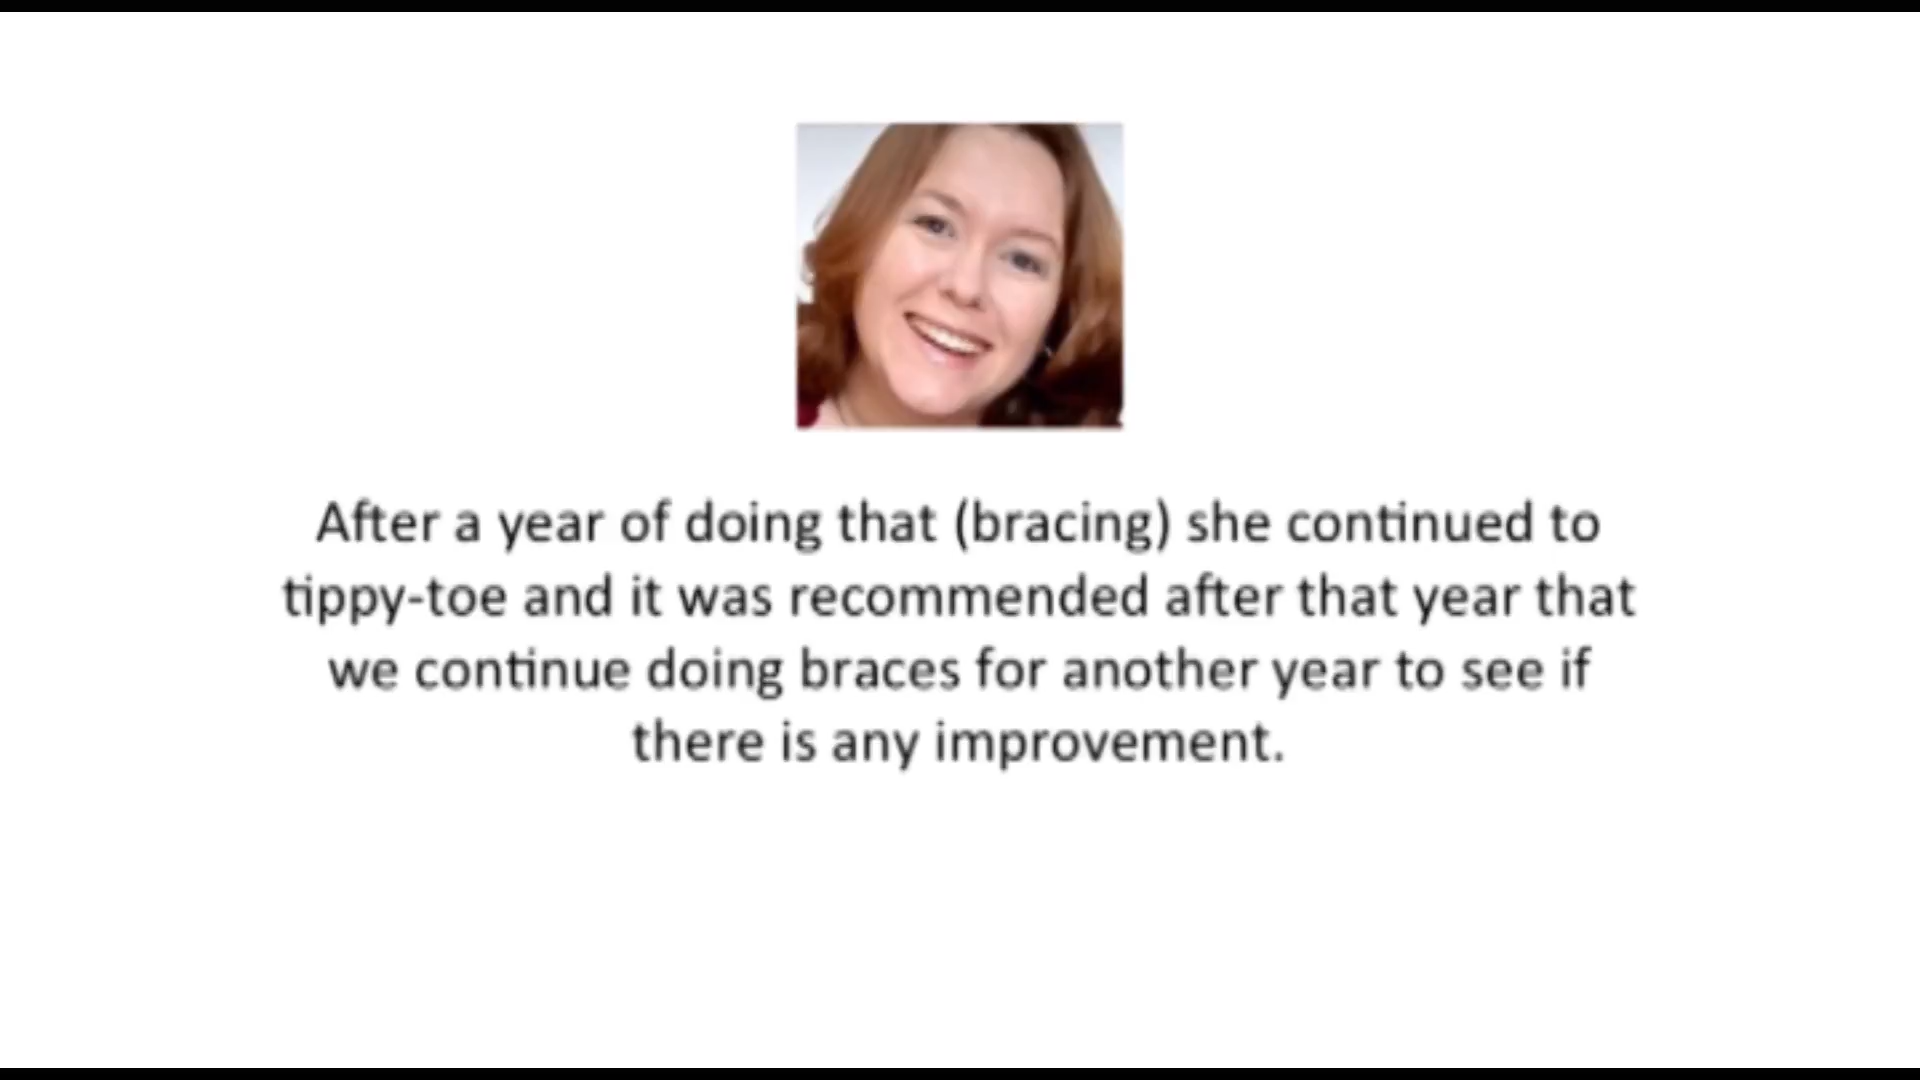 After a year of doing that (bracing) she continued to
tippy-toe and it was recommended after that year that
we continue doing braces for another year to see if
there is any improvement.